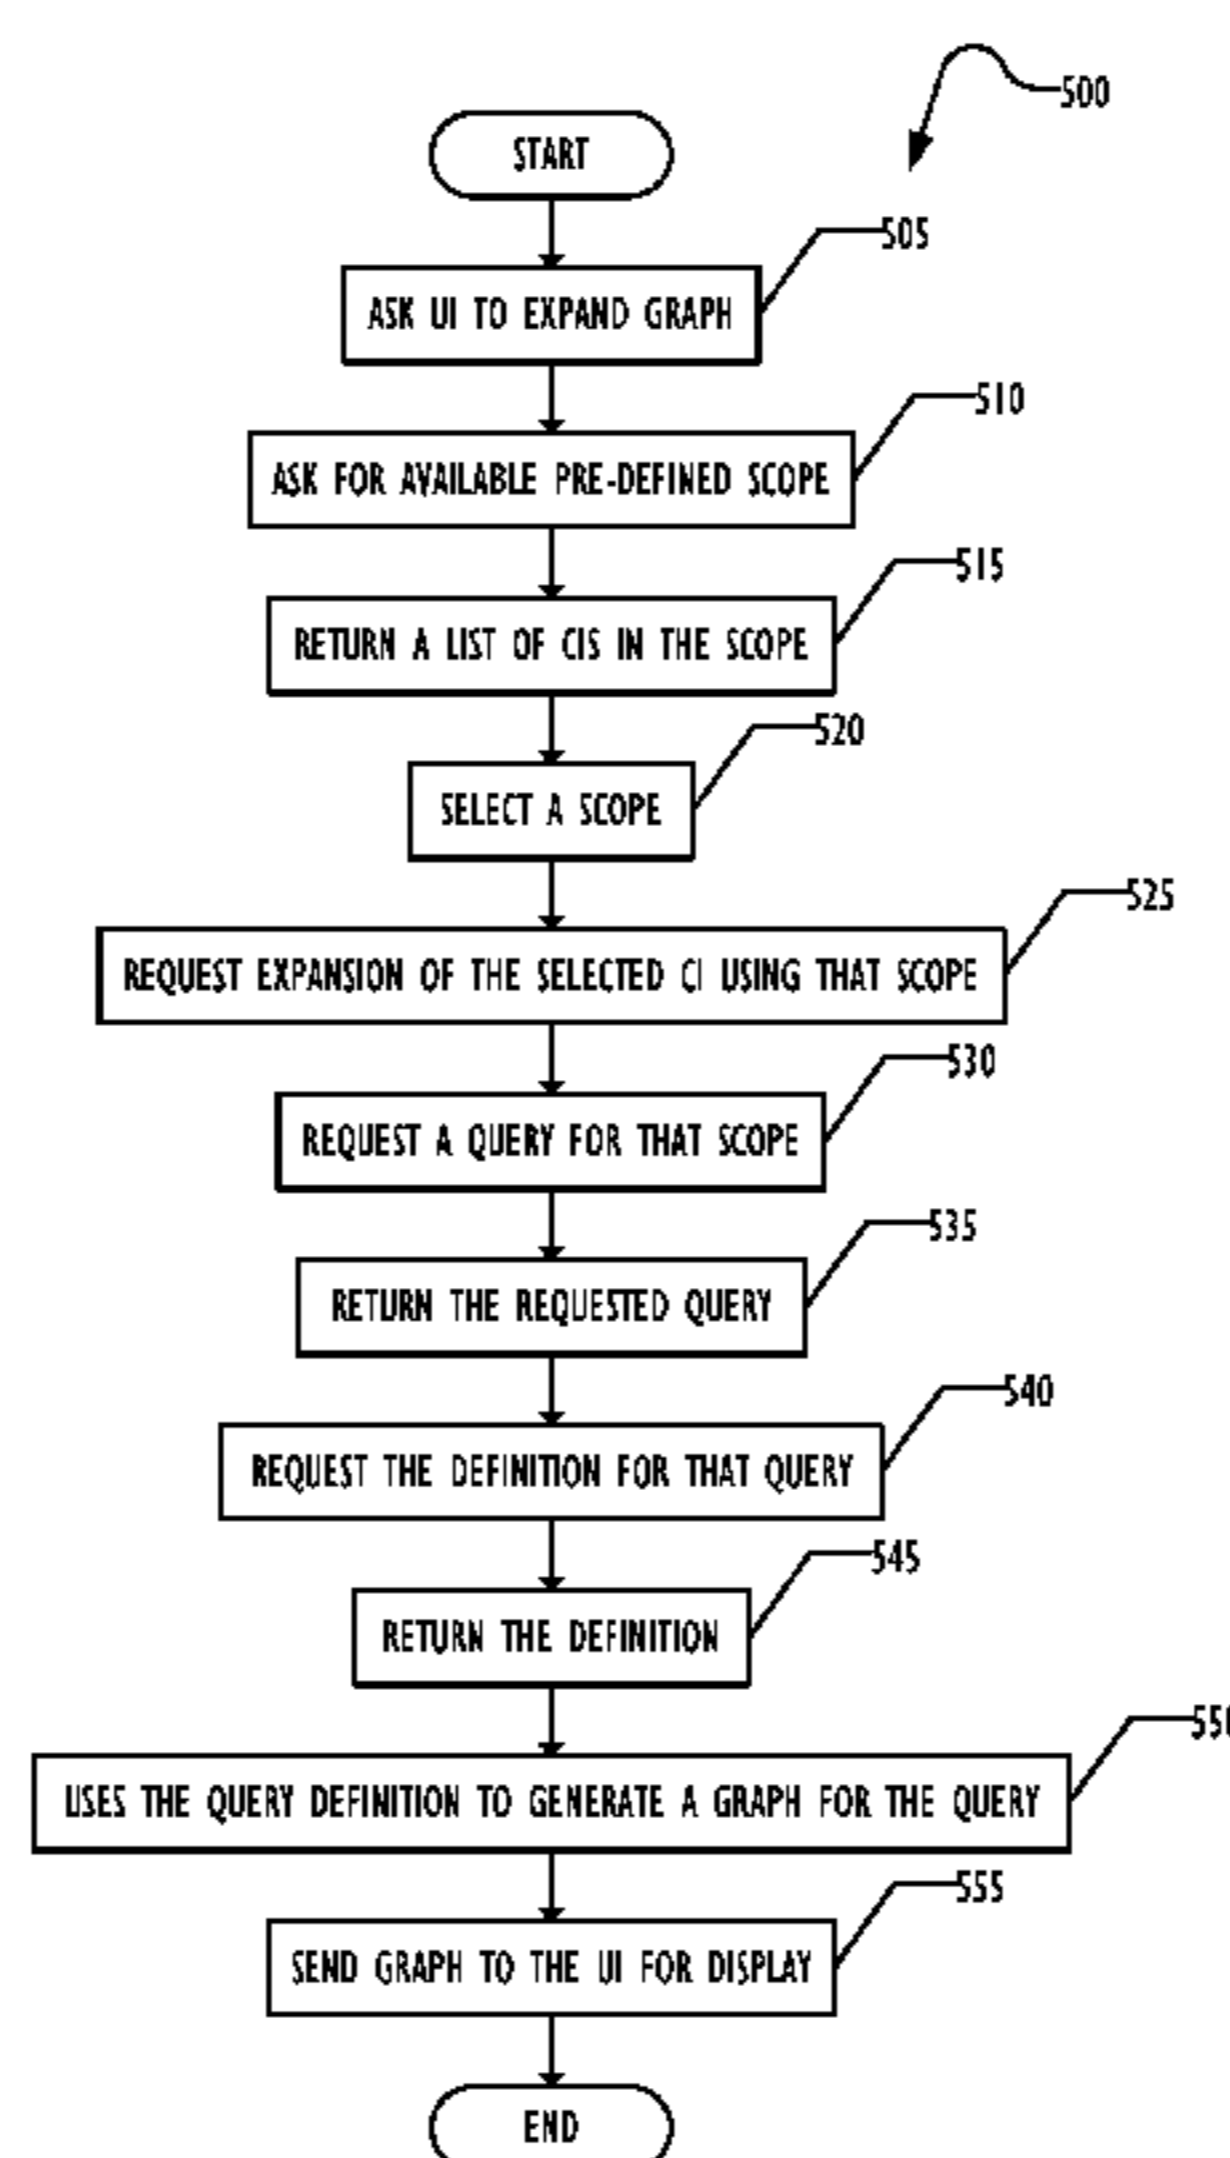 500
START
505
ASK UI TO EXPAND GRAPH
510
ASK FOR AVAILABLE PRE-DEFINED SCOPE
515
RETURN A LIST OF CIS IN THE SCOPE
520
SELECT A SCOPE
525
REQUEST EXPANSION OF THE SELECTED CI USING THAT SCOPE
530
REQUEST A QUERY FOR THAT SCOPE
535
RETURN THE REQUESTED QUERY
540
REQUEST THE DEFINITION FOR THAT QUERY
545
RETURN THE DEFINITION
USES THE QUERY DEFINITION TO GENERATE A GRAPH FOR THE QUERY
555
SEND GRAPH TO THE UI FOR DISPLAY
END